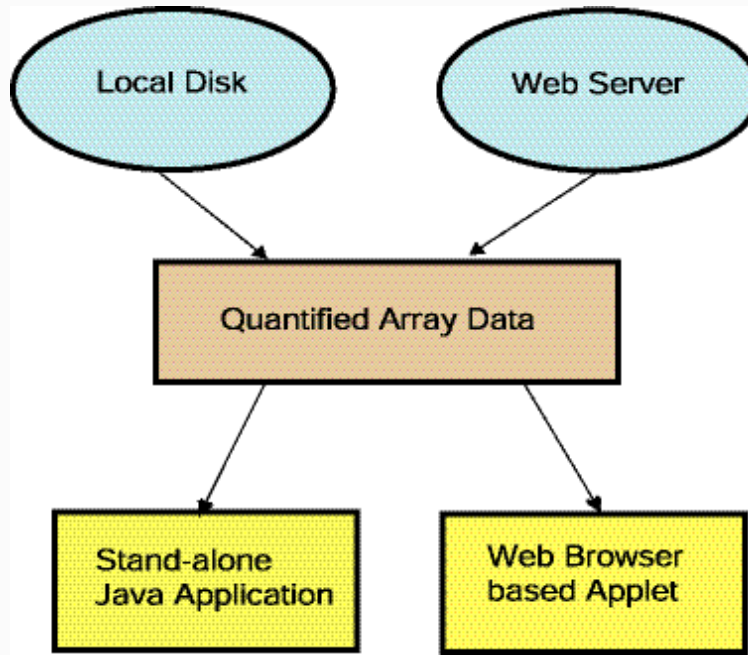 Local Disk
Web Server
Quantified Array Data
Stand-alone
Java Application
Web Browser
based Applet